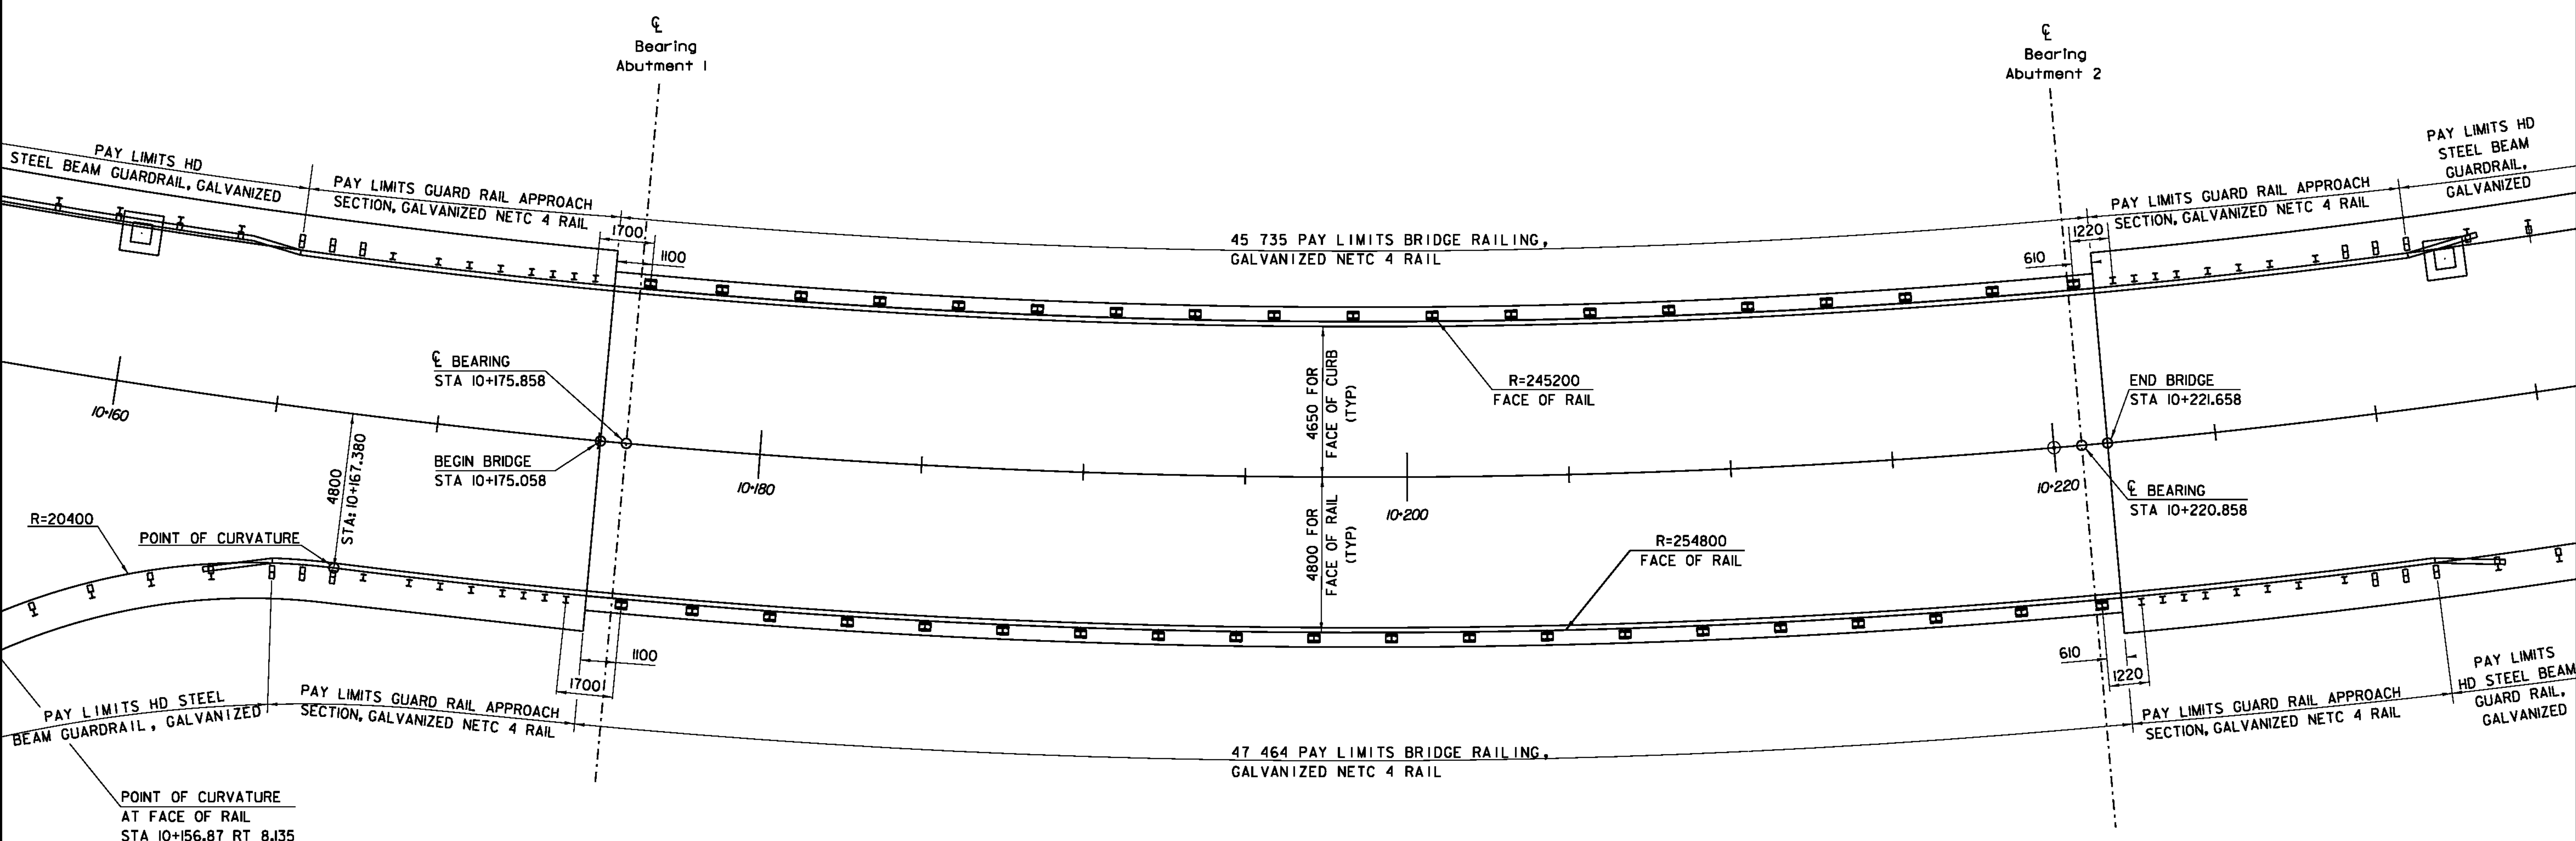 ℄
Bearing
Abutment 1
℄
Bearing
Abutment 2
PAY LIMITS HD
STEEL BEAM GUARDRAIL, GALVANIZED
PAY LIMITS GUARD RAIL APPROACH
SECTION, GALVANIZED NETC 4 RAIL
1700
1100
45 735 PAY LIMITS BRIDGE RAILING,
GALVANIZED NETC 4 RAIL
610
1220
PAY LIMITS GUARD RAIL APPROACH
SECTION, GALVANIZED NETC 4 RAIL
PAY LIMITS HD
STEEL BEAM
GUARDRAIL,
GALVANIZED
10+160
℄ BEARING
STA 10+175.858
BEGIN BRIDGE
STA 10+175.058
4800
STA: 10+167.380
10+180
4650 FOR
FACE OF CURB
(TYP)
R=245200
FACE OF RAIL
10+200
4800 FOR
FACE OF RAIL
(TYP)
R=254800
FACE OF RAIL
END BRIDGE
STA 10+221.658
10+220
℄ BEARING
STA 10+220.858
R=20400
POINT OF CURVATURE
1100
1700
PAY LIMITS HD STEEL
BEAM GUARDRAIL, GALVANIZED
PAY LIMITS GUARD RAIL APPROACH
SECTION, GALVANIZED NETC 4 RAIL
47 464 PAY LIMITS BRIDGE RAILING,
GALVANIZED NETC 4 RAIL
610
1220
PAY LIMITS GUARD RAIL APPROACH
SECTION, GALVANIZED NETC 4 RAIL
PAY LIMITS
HD STEEL BEAM
GUARD RAIL,
GALVANIZED
POINT OF CURVATURE
AT FACE OF RAIL
STA 10+156.87 RT 8.135